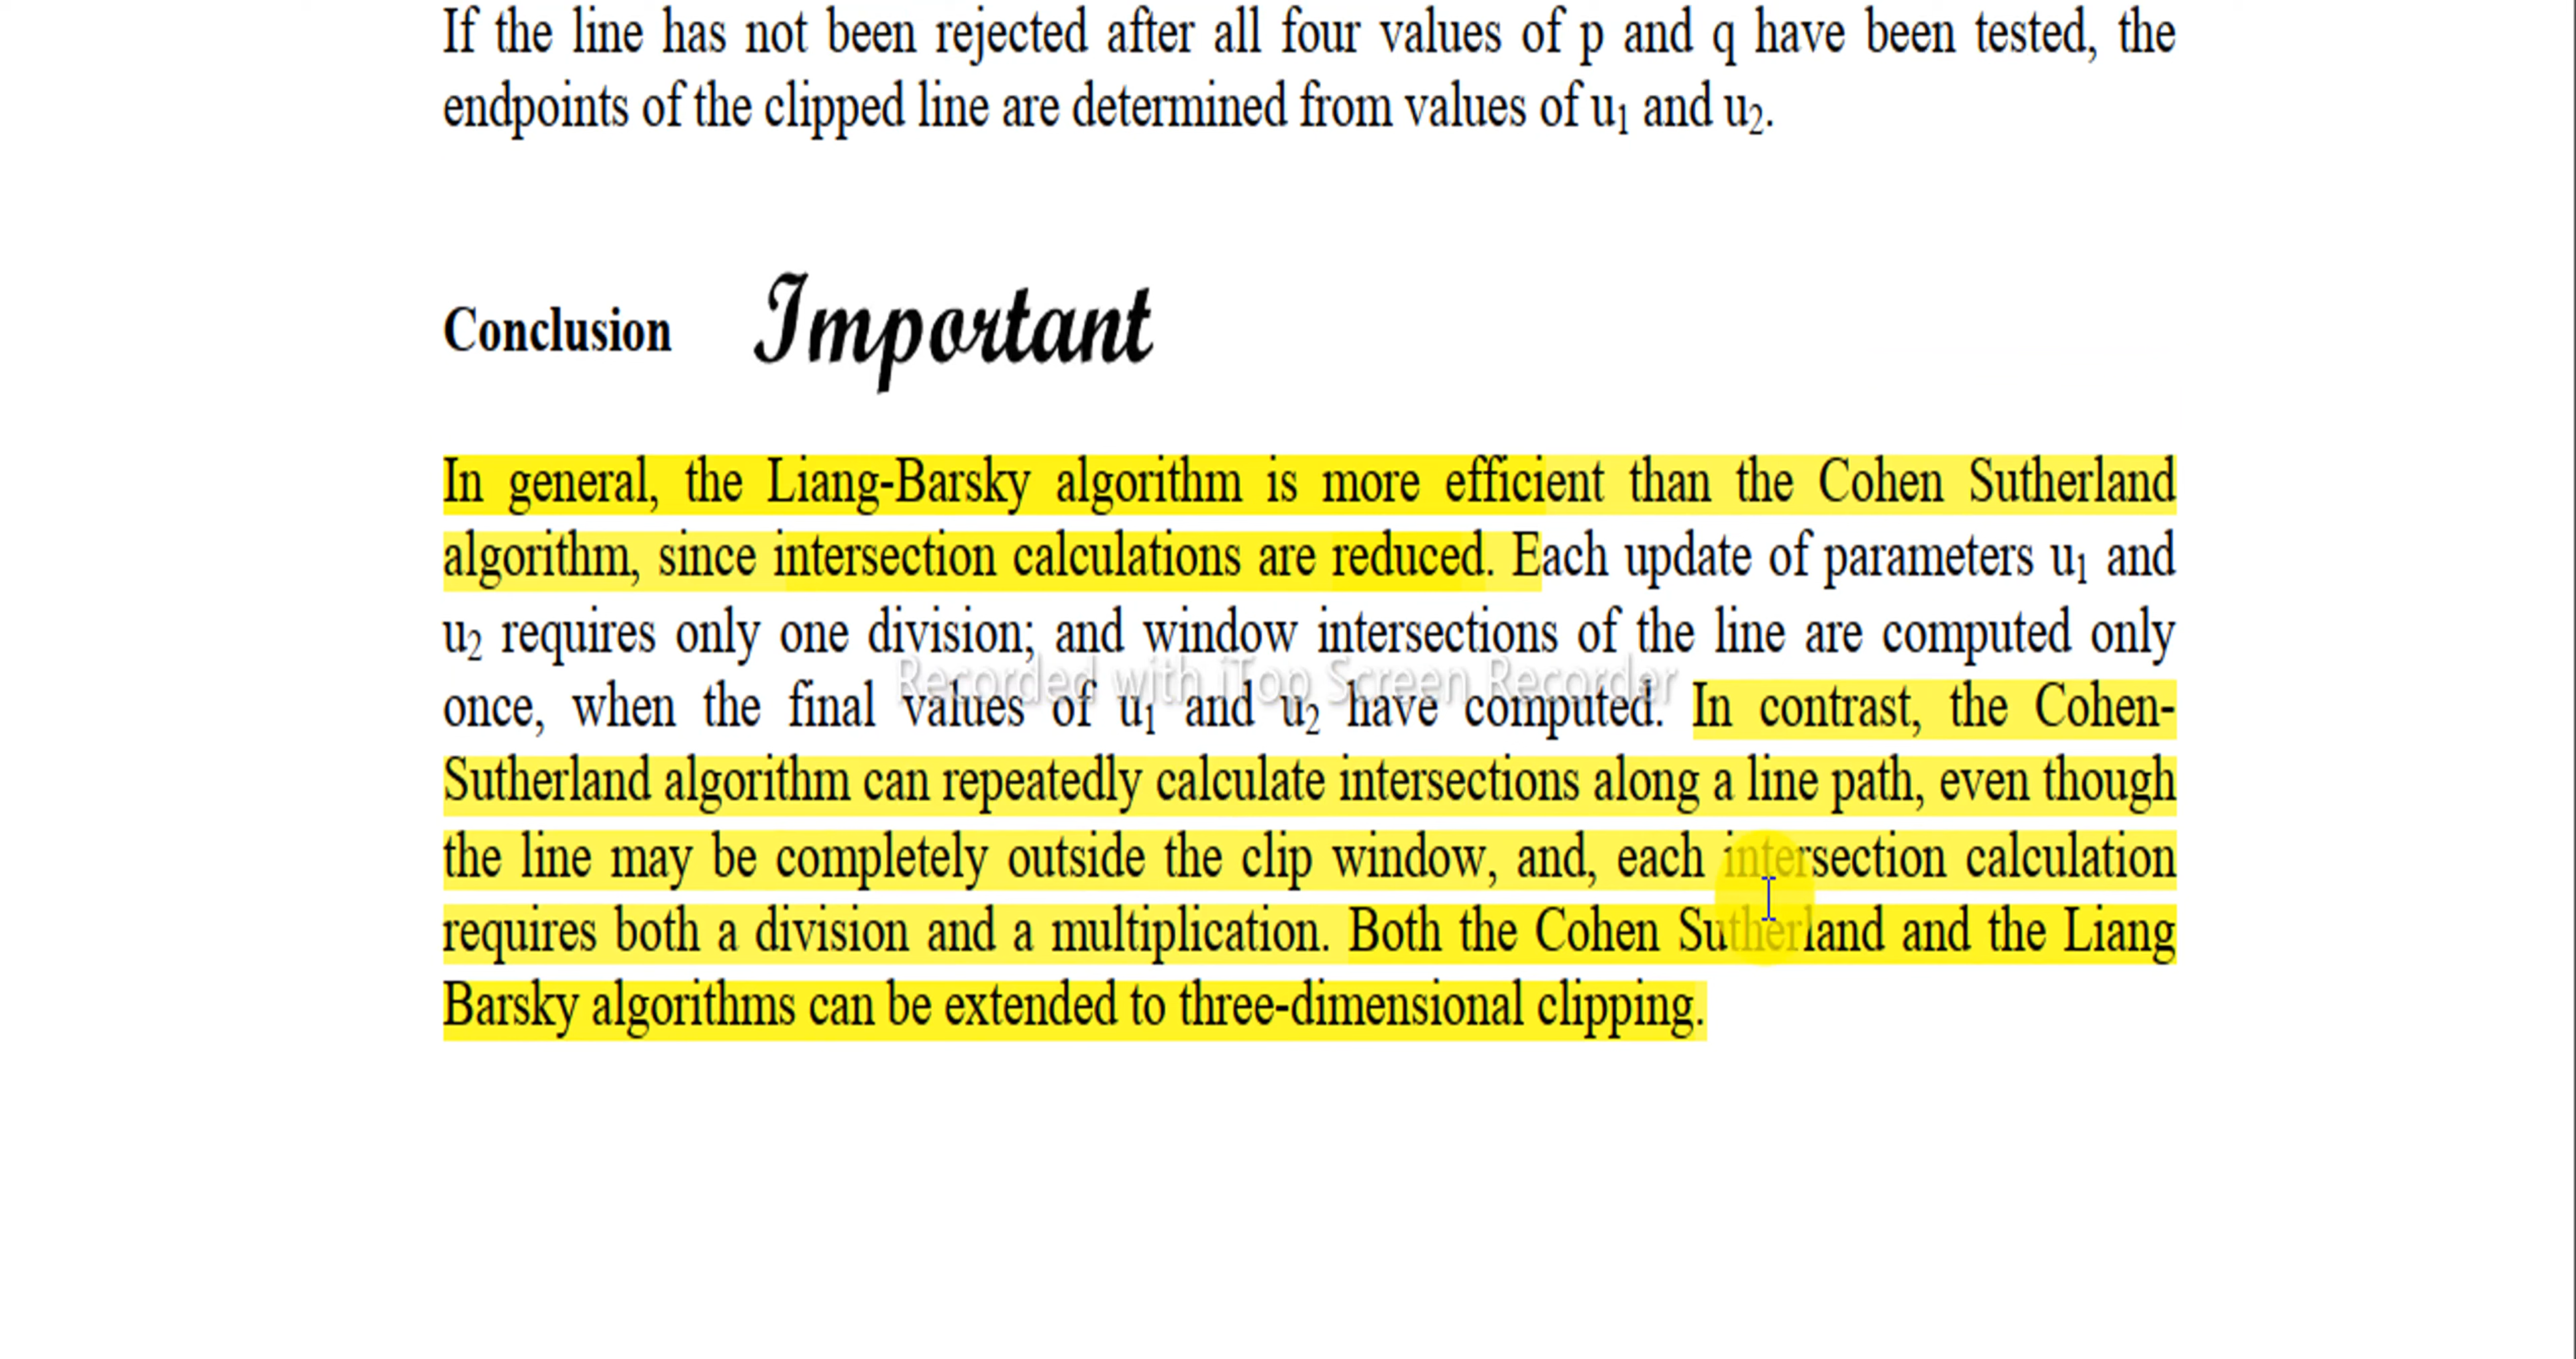 If the line has not been rejected after all four values of p and q have been tested, the
endpoints of the clipped line are determined from values of u₁ and u₂.
Conclusion Important
In general, the Liang-Barsky algorithm is more efficient than the Cohen Sutherland
algorithm, since intersection calculations are reduced. Each update of parameters u₁ and
u₂ requires only one division; and window intersections of the line are computed only
Recorded with iTop Screen Recorder
once, when the final values of u₁ and u₂ have computed. In contrast, the Cohen-
Sutherland algorithm can repeatedly calculate intersections along a line path, even though
the line may be completely outside the clip window, and, each intersection calculation
requires both a division and a multiplication. Both the Cohen Sutherland and the Liang
Barsky algorithms can be extended to three-dimensional clipping.